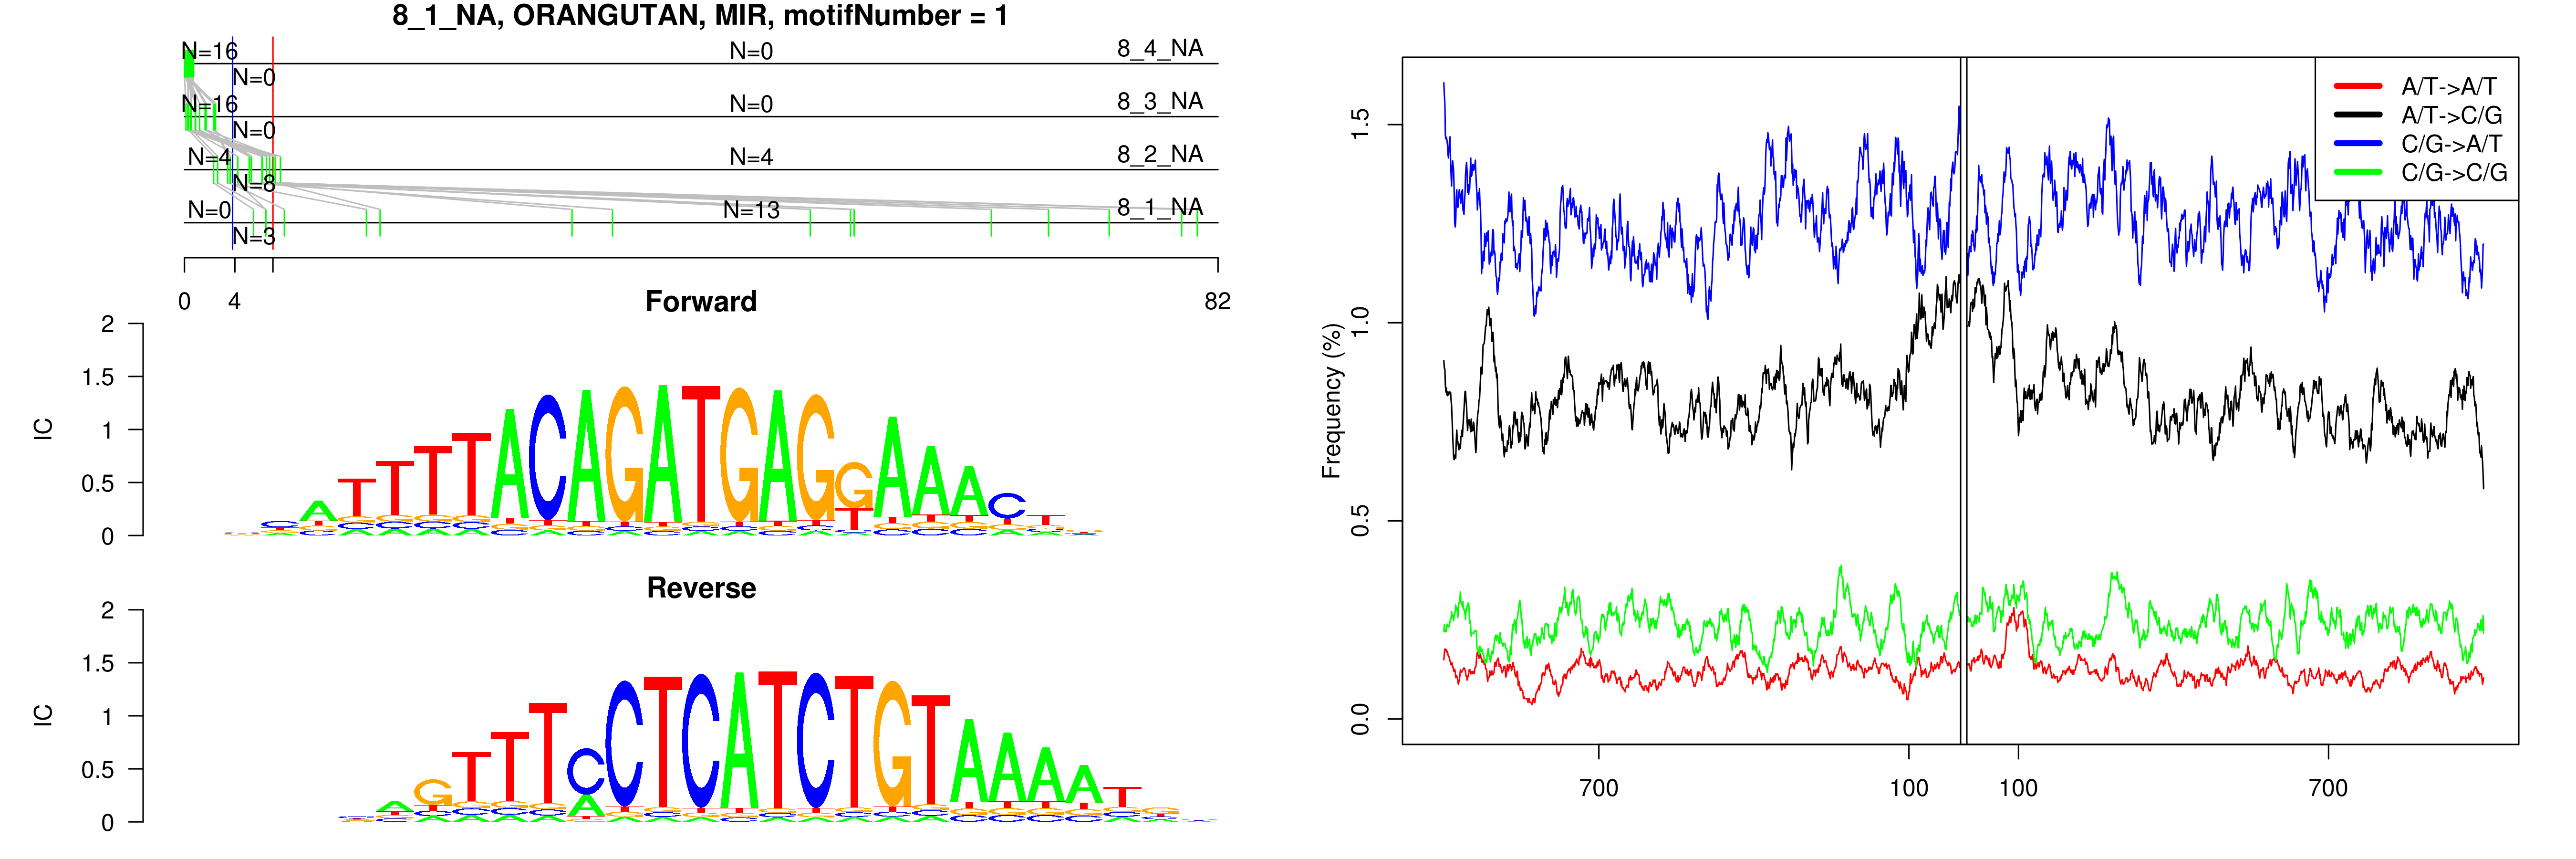 8_1_NA, ORANGUTAN, MIR, motifNumber = 1
N=16 N=0 8_4_NA
N=0
N=16 N=0 8_3_NA
N=0
N=4 N=4 8_2_NA
N=8
N=0 N=13 8_1_NA
N=3
0 4 82
Forward
IC
2
1.5
1
0.5
0
ATTTTACAGATGAGGAAAC
Reverse
IC
2
1.5
1
0.5
0
AGTTTCCTCATCTGTAAAAT
Frequency (%)
1.5
1.0
0.5
0.0
700 100 100 700
A/T->A/T
A/T->C/G
C/G->A/T
C/G->C/G